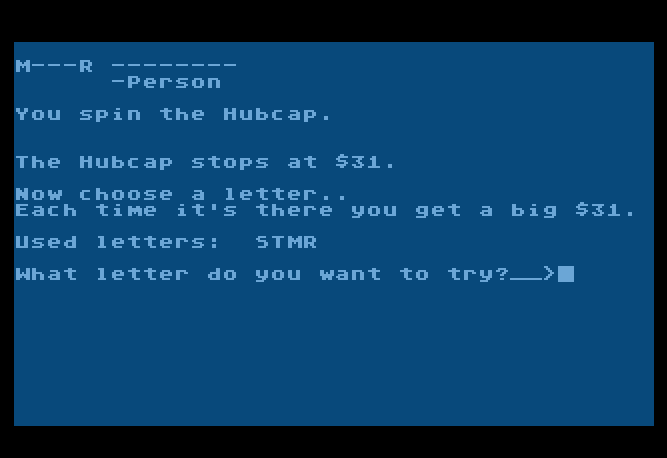 M---R --------
-Person
You spin the Hubcap.
The Hubcap stops at $31.
Now choose a letter..
Each time it's there you get a big $31.
Used letters:  STMR
What letter do you want to try?__>